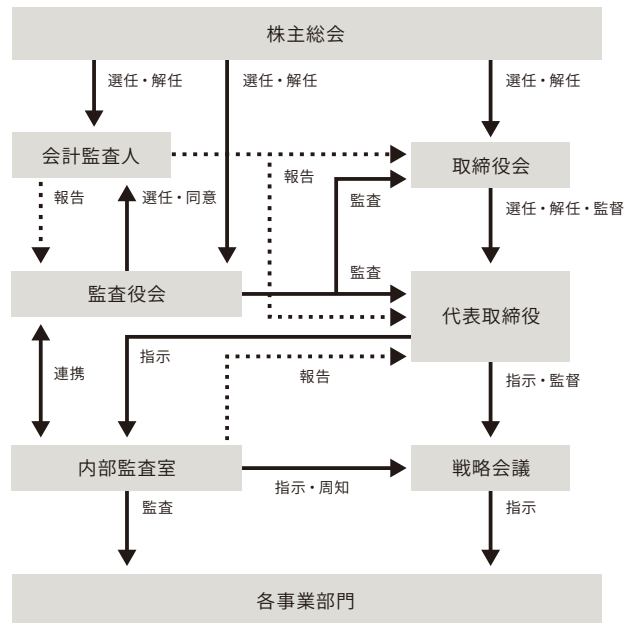 株主総会
選任・解任
選任・解任
選任・解任
会計監査人
取締役会
報告
報告
選任・同意
監査
選任・解任・監督
監査
監査役会
代表取締役
指示
連携
報告
指示・監督
内部監査室
戦略会議
指示・周知
監査
指示
各事業部門